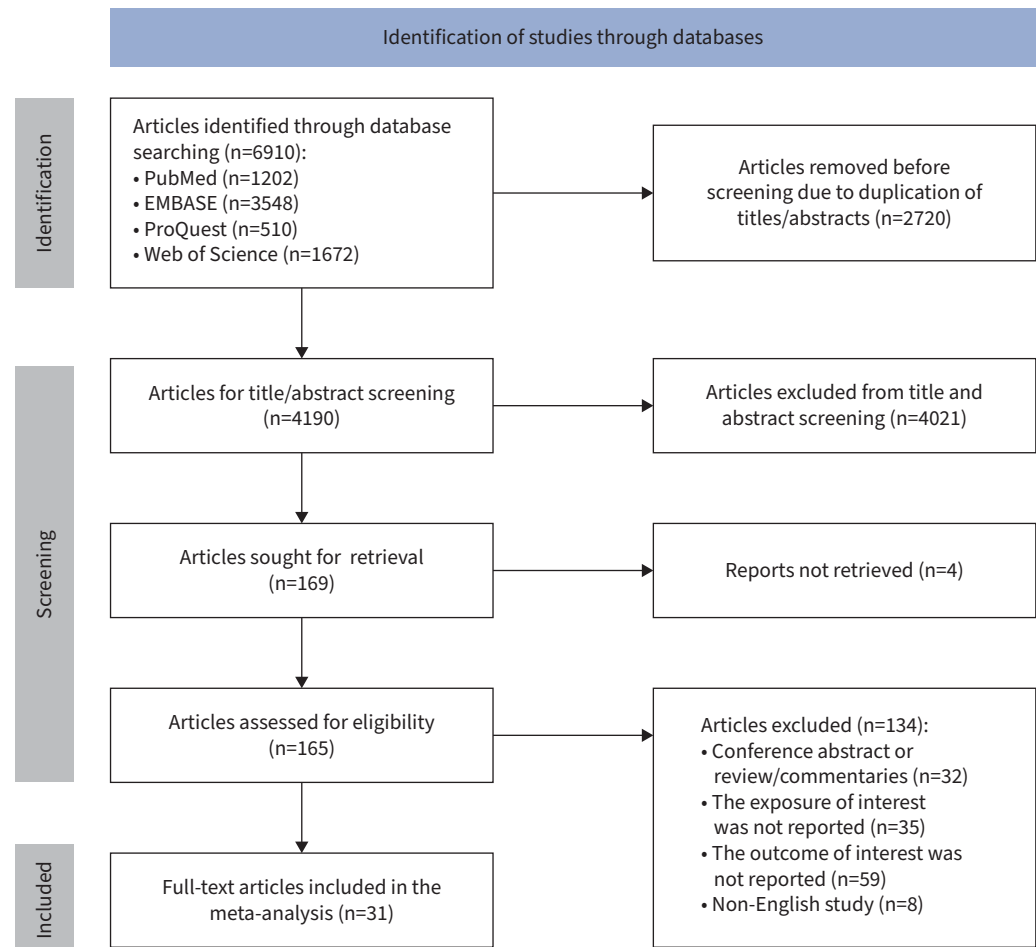 Identification of studies through databases
Identification
Articles identified through database
searching (n=6910):
• PubMed (n=1202)
• EMBASE (n=3548)
• ProQuest (n=510)
• Web of Science (n=1672)
Articles removed before
screening due to duplication of
titles/abstracts (n=2720)
Screening
Articles for title/abstract screening
(n=4190)
Articles excluded from title and
abstract screening (n=4021)
Articles sought for retrieval
(n=169)
Reports not retrieved (n=4)
Articles assessed for eligibility
(n=165)
Articles excluded (n=134):
• Conference abstract or
review/commentaries (n=32)
• The exposure of interest
was not reported (n=35)
• The outcome of interest was
not reported (n=59)
• Non-English study (n=8)
Included
Full-text articles included in the
meta-analysis (n=31)